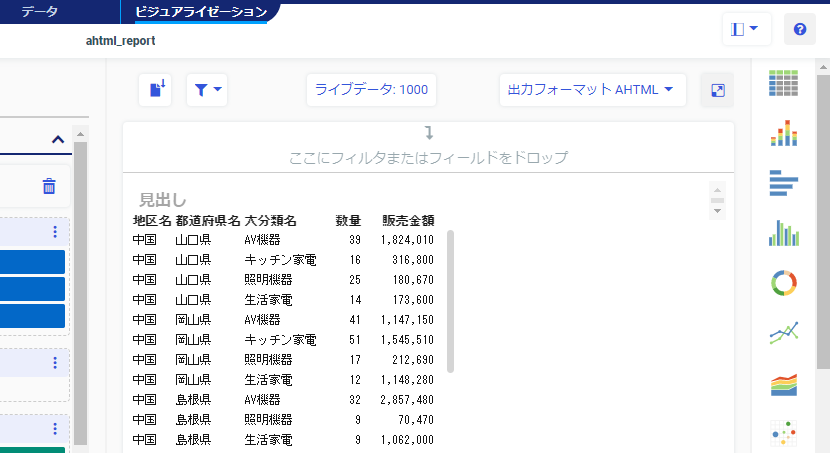 データ ビジュアライゼーション
ahtml_report
ライブデータ: 1000 出力フォーマット AHTML
ここにフィルタまたはフィールドをドロップ
見出し
地区名 都道府県名 大分類名 数量 販売金額
中国 山口県 AV機器 39 1,824,010
中国 山口県 キッチン家電 16 316,800
中国 山口県 照明機器 25 180,670
中国 山口県 生活家電 14 173,600
中国 岡山県 AV機器 41 1,147,150
中国 岡山県 キッチン家電 51 1,545,510
中国 岡山県 照明機器 17 212,690
中国 岡山県 生活家電 12 1,148,280
中国 島根県 AV機器 32 2,857,480
中国 島根県 照明機器 9 70,470
中国 島根県 生活家電 9 1,062,000